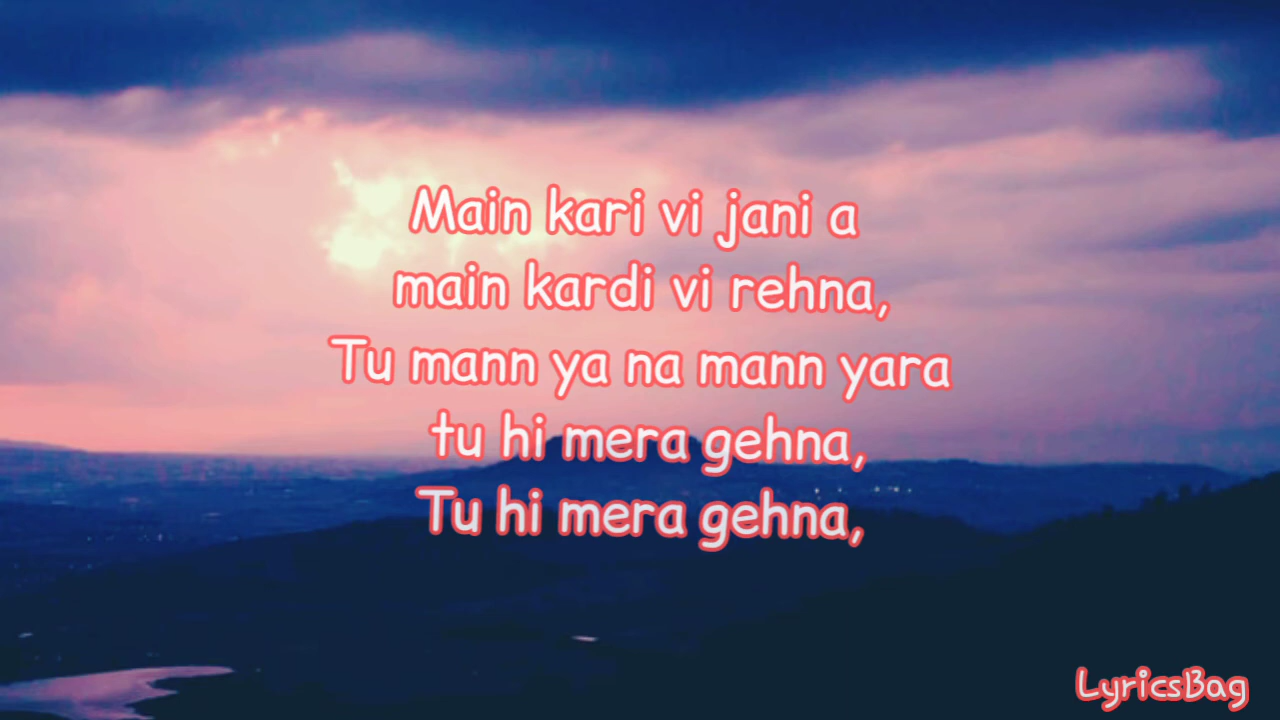 Main kari vi jani a
main kardi vi rehna,
Tu mann ya na mann yara
tu hi mera gehna,
Tu hi mera gehna,
LyricsBag